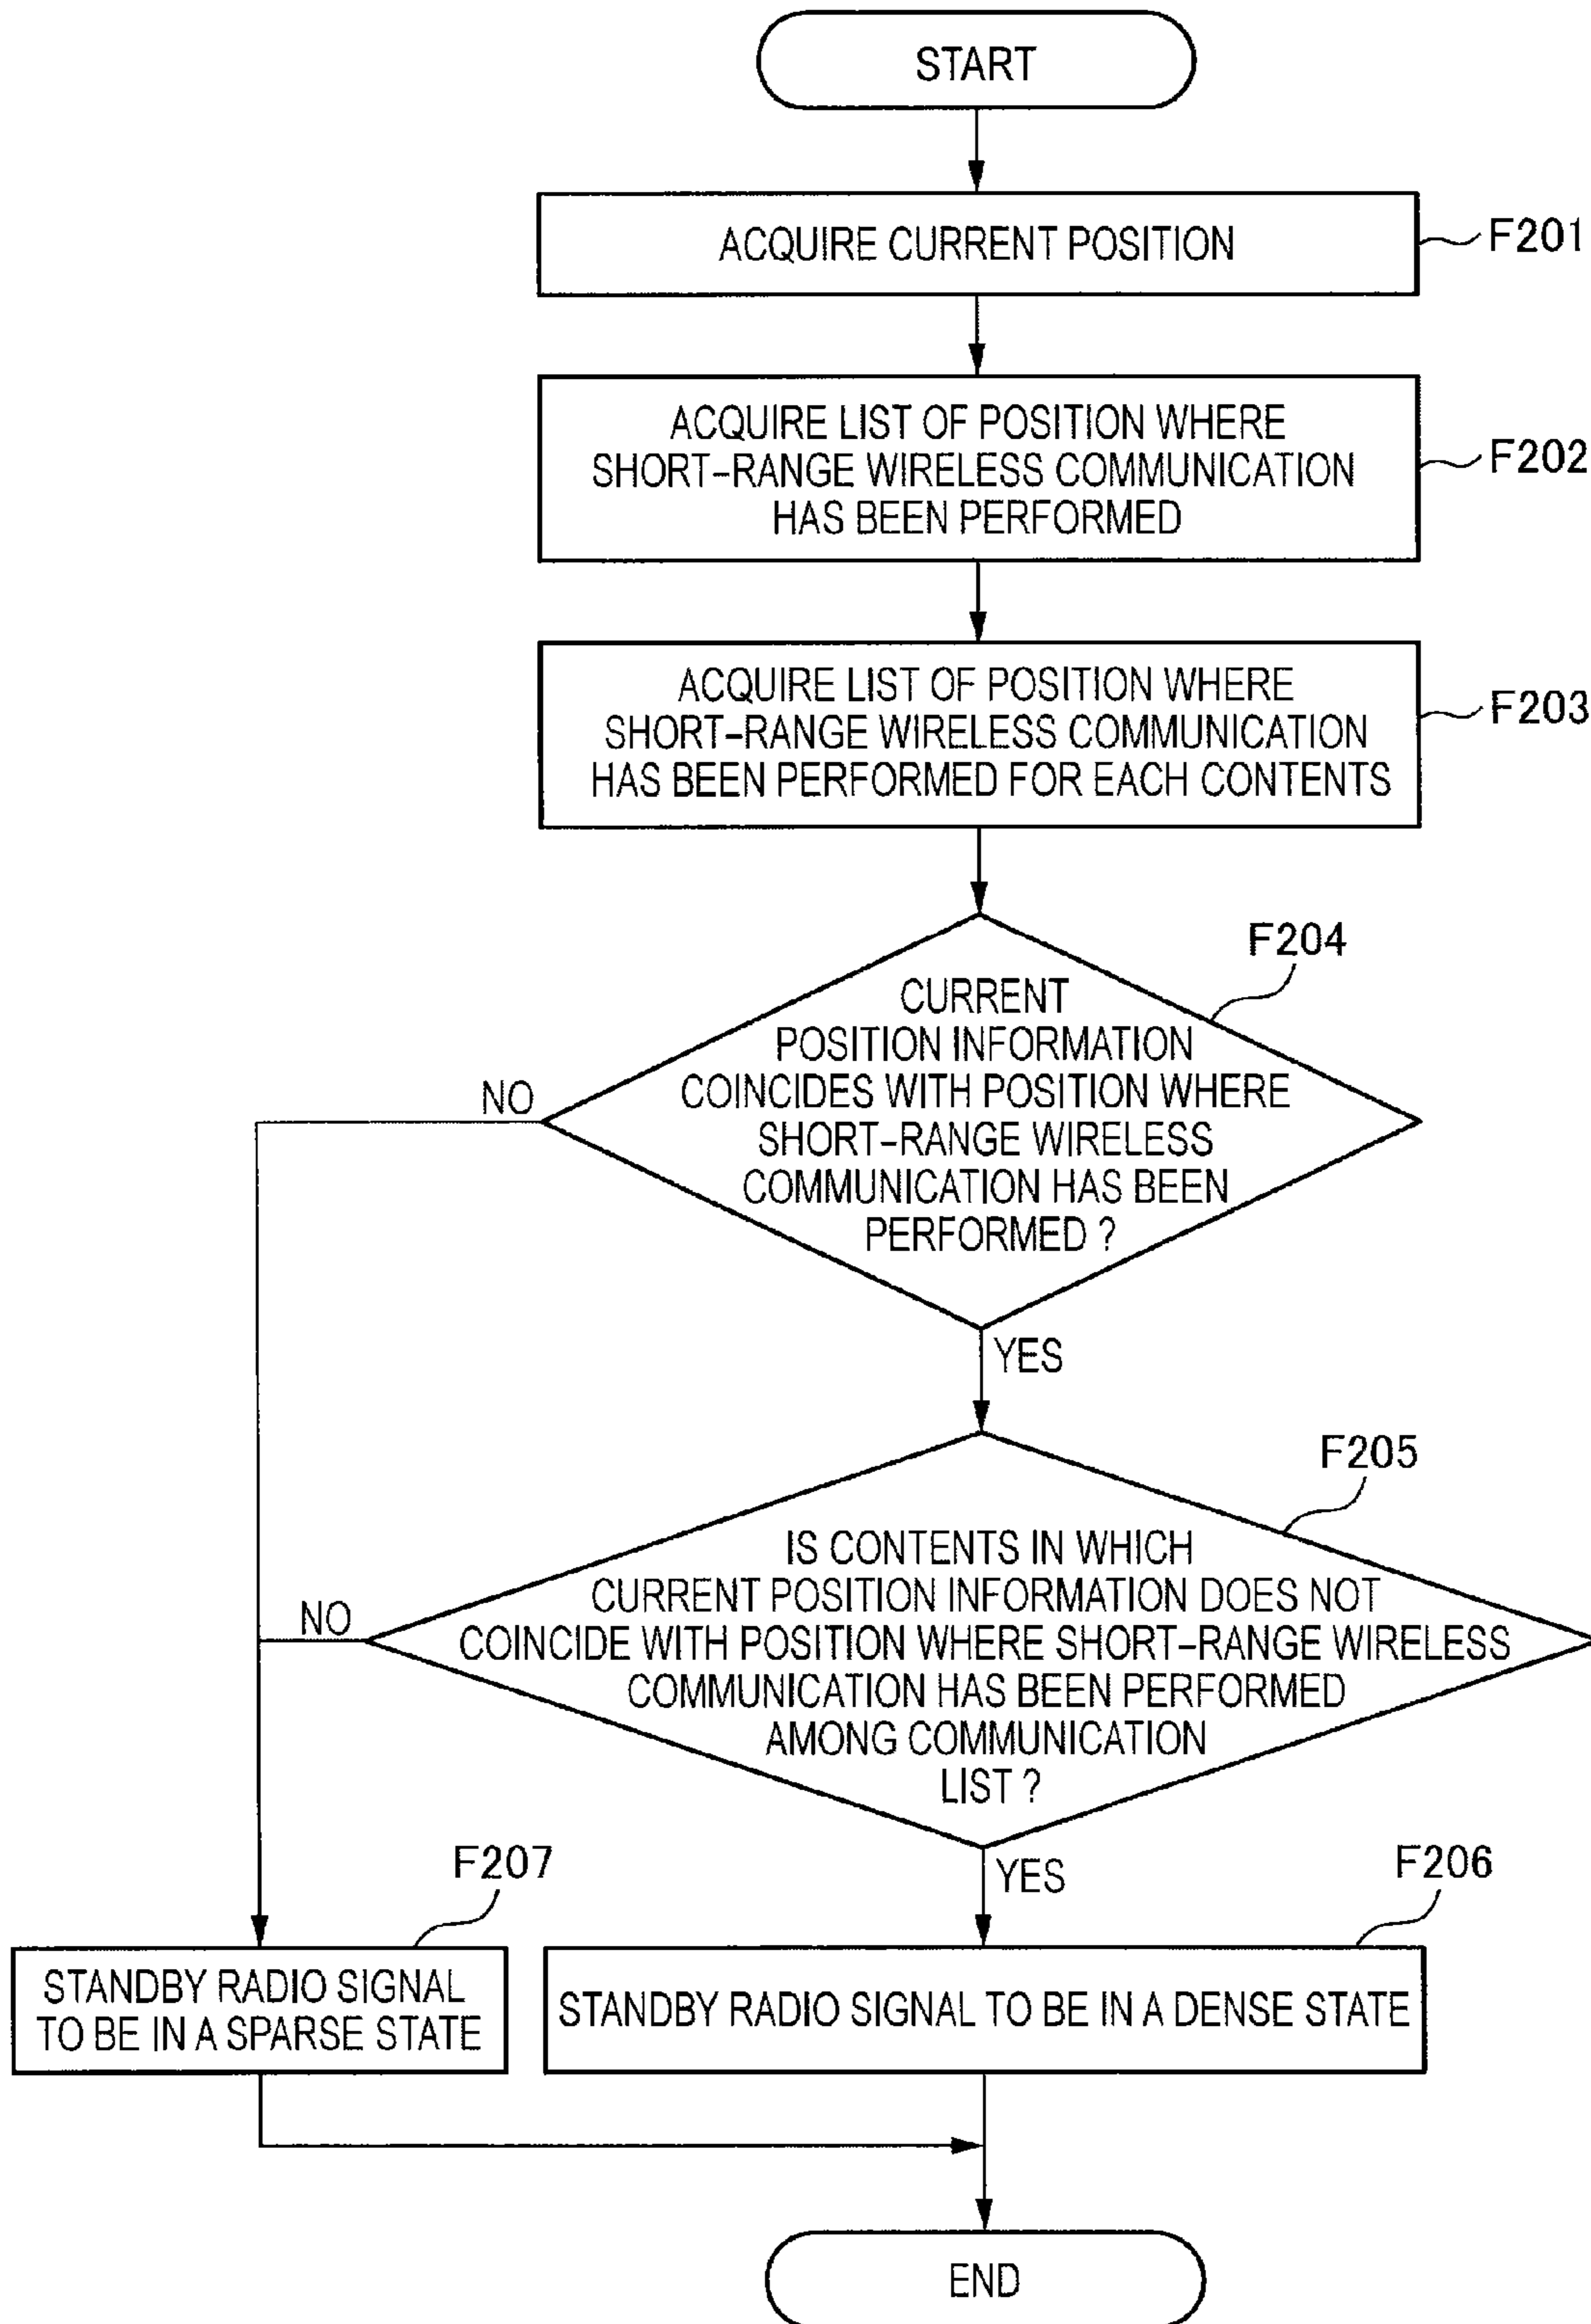 START
ACQUIRE CURRENT POSITION
F201
ACQUIRE LIST OF POSITION WHERE
SHORT-RANGE WIRELESS COMMUNICATION
HAS BEEN PERFORMED
F202
ACQUIRE LIST OF POSITION WHERE
SHORT-RANGE WIRELESS COMMUNICATION
HAS BEEN PERFORMED FOR EACH CONTENTS
F203
F204
CURRENT
POSITION INFORMATION
COINCIDES WITH POSITION WHERE
SHORT-RANGE WIRELESS
COMMUNICATION HAS BEEN
PERFORMED ?
NO
YES
F205
IS CONTENTS IN WHICH
CURRENT POSITION INFORMATION DOES NOT
COINCIDE WITH POSITION WHERE SHORT-RANGE WIRELESS
COMMUNICATION HAS BEEN PERFORMED
AMONG COMMUNICATION
LIST ?
NO
YES
F207
STANDBY RADIO SIGNAL
TO BE IN A SPARSE STATE
F206
STANDBY RADIO SIGNAL TO BE IN A DENSE STATE
END